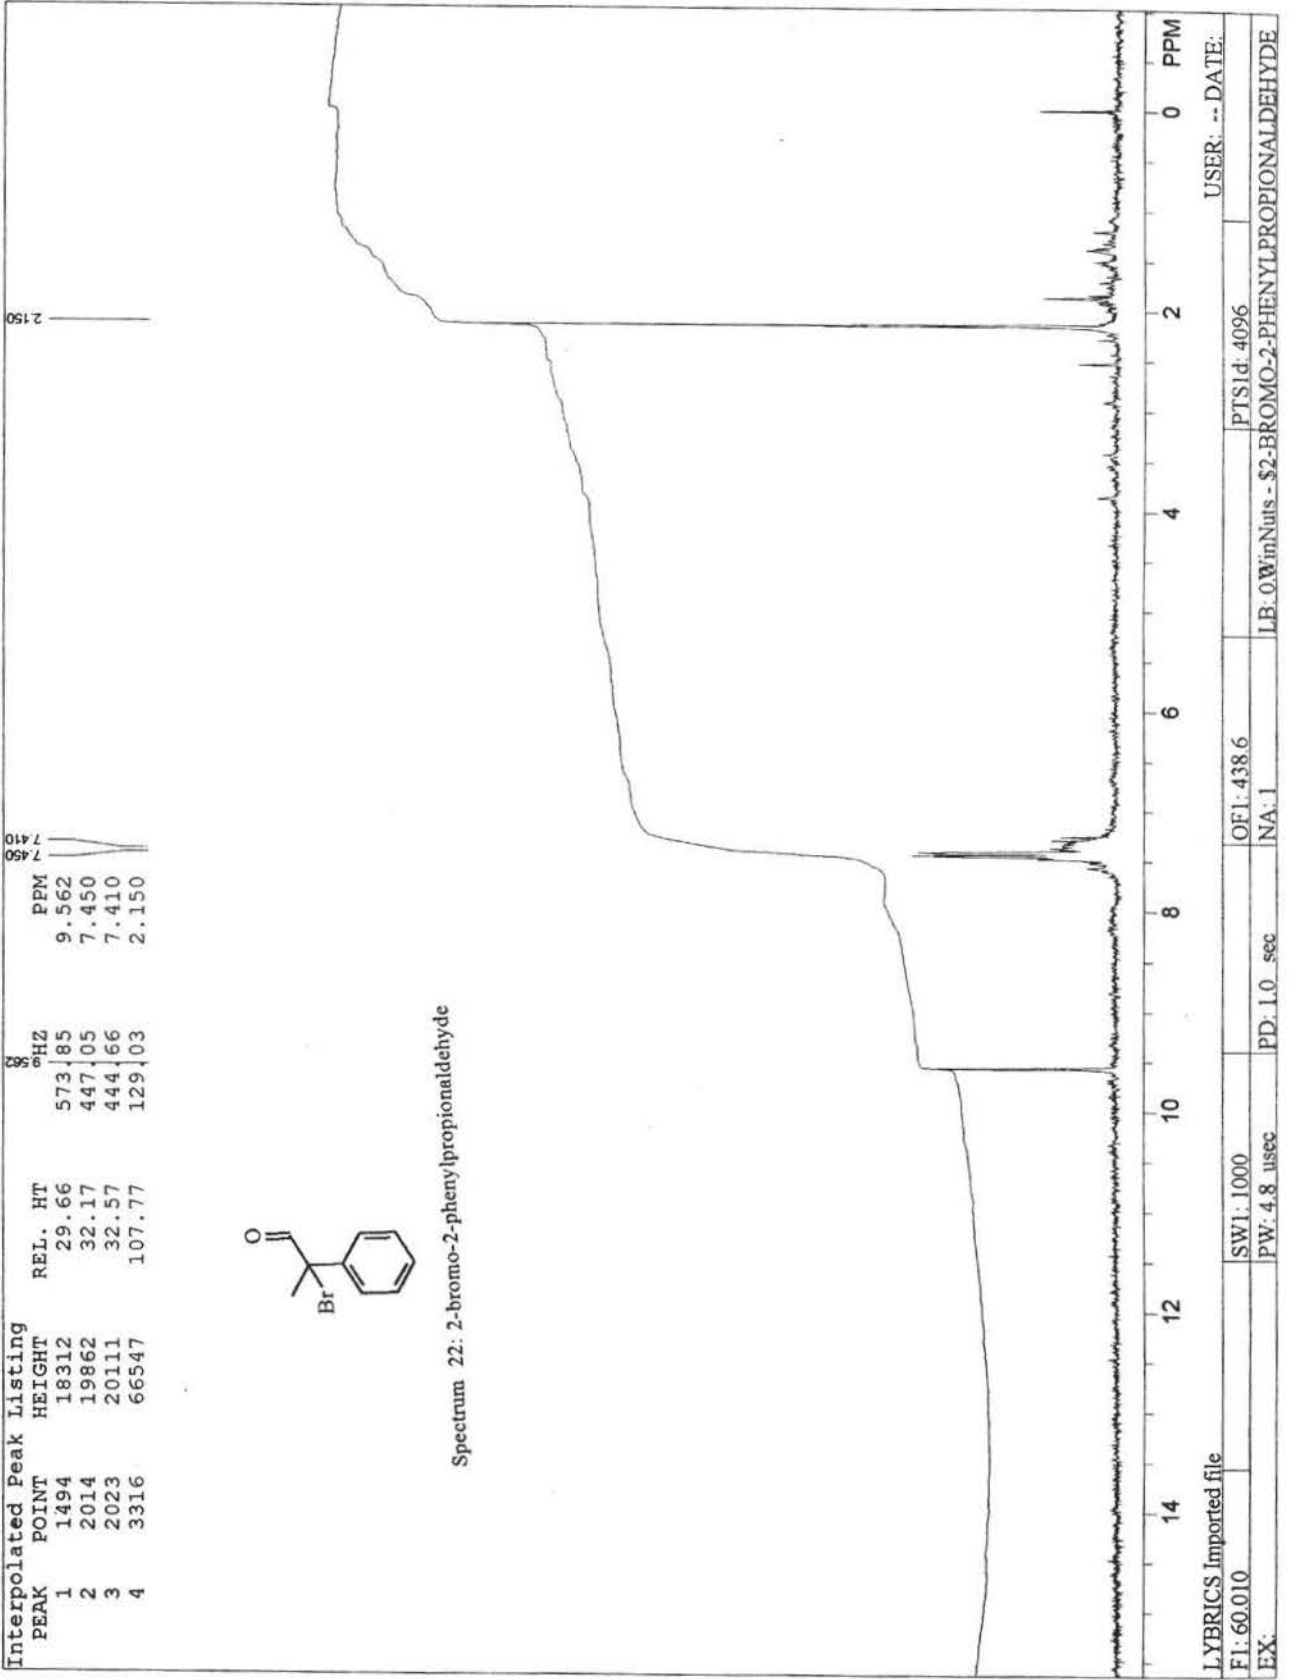 Interpolated Peak Listing
PEAK POINT HEIGHT REL. HT HZ PPM
1 1494 18312 29.66 573.85 9.562
2 2014 19862 32.17 447.05 7.450
3 2023 20111 32.57 444.66 7.410
4 3316 66547 107.77 129.03 2.150
9.562
7.450
7.410
2.150
O
Br
Spectrum 22: 2-bromo-2-phenylpropionaldehyde
14 12 10 8 6 4 2 0 PPM
LYBRICS Imported file USER: -- DATE:
F1: 60.010 SW1: 1000 OF1: 438.6 PTS1d: 4096
EX: PW: 4.8 usec PD: 1.0 sec NA: 1 LB: 0.WinNuts - $2-BROMO-2-PHENYLPROPIONALDEHYDE